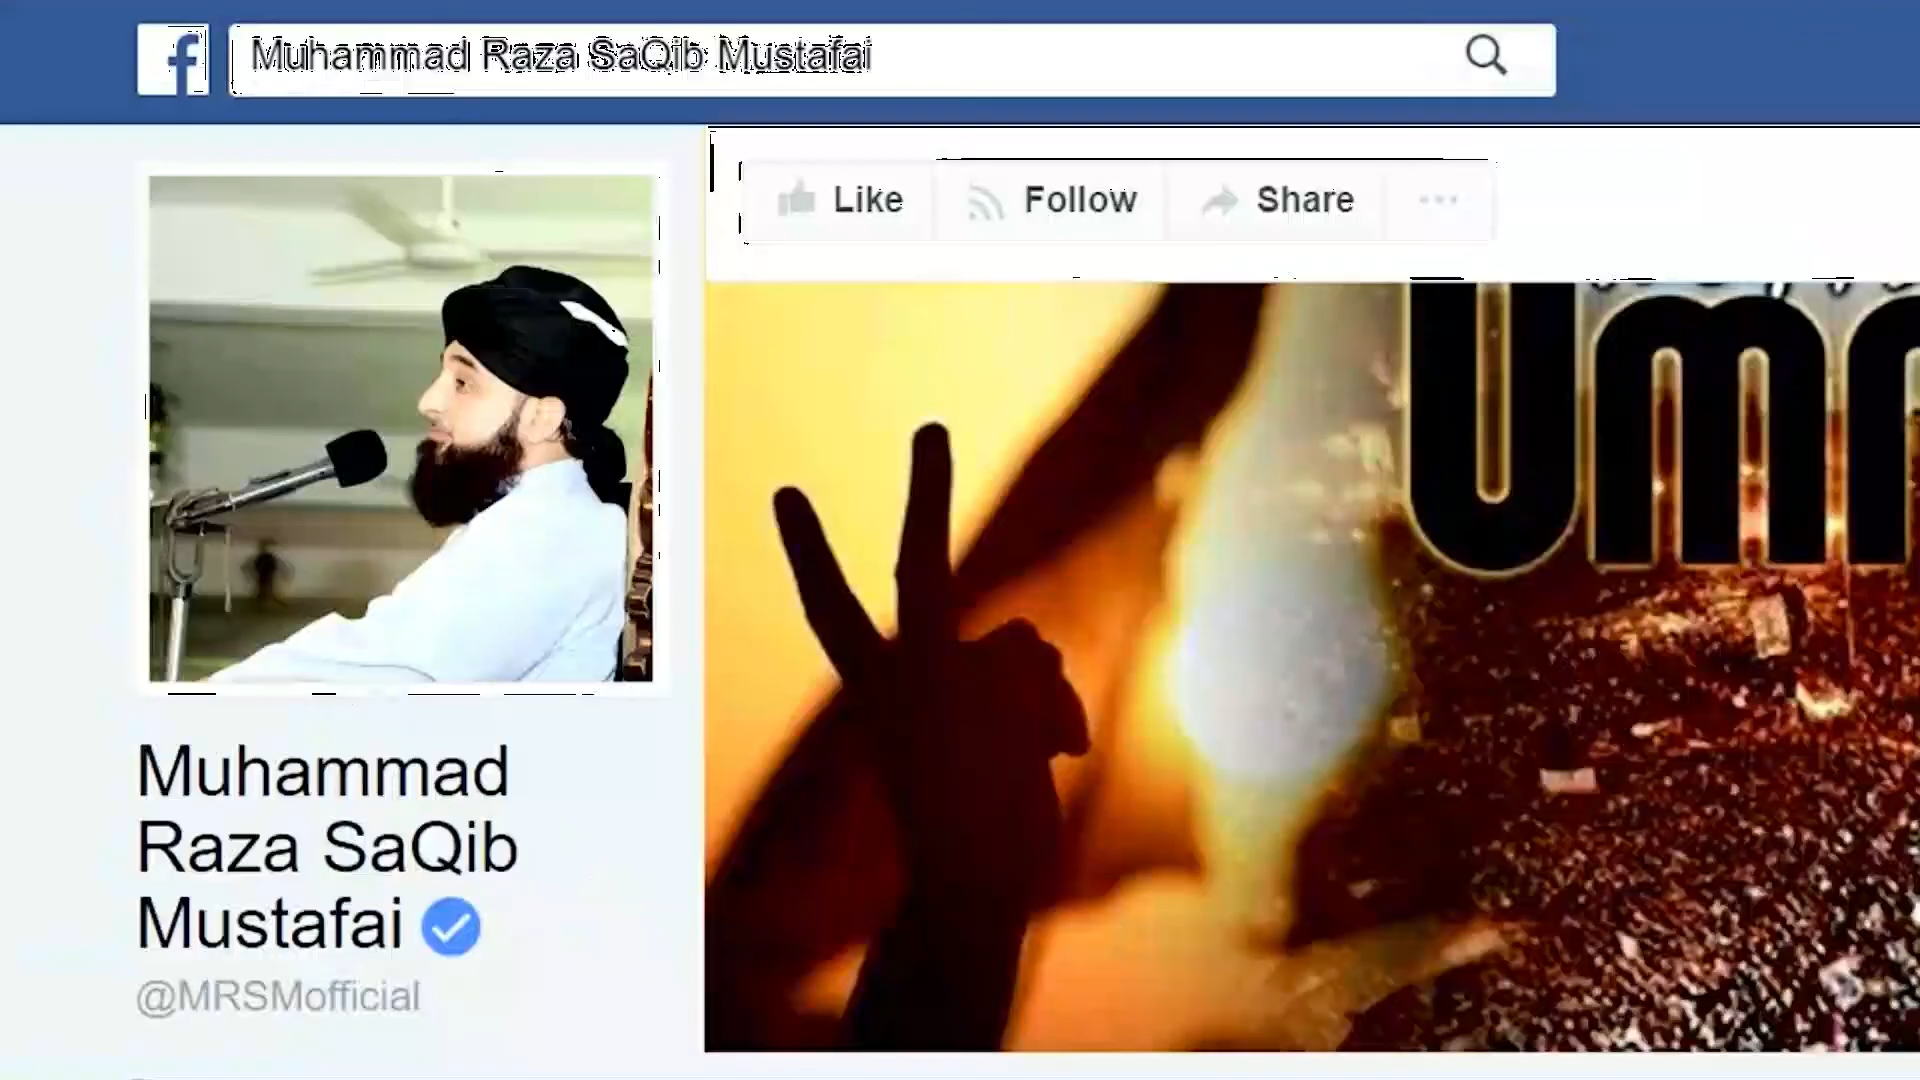 f
Muhammad Raza SaQib Mustafai
Like Follow Share
Muhammad
Raza SaQib
Mustafai
@MRSMofficial